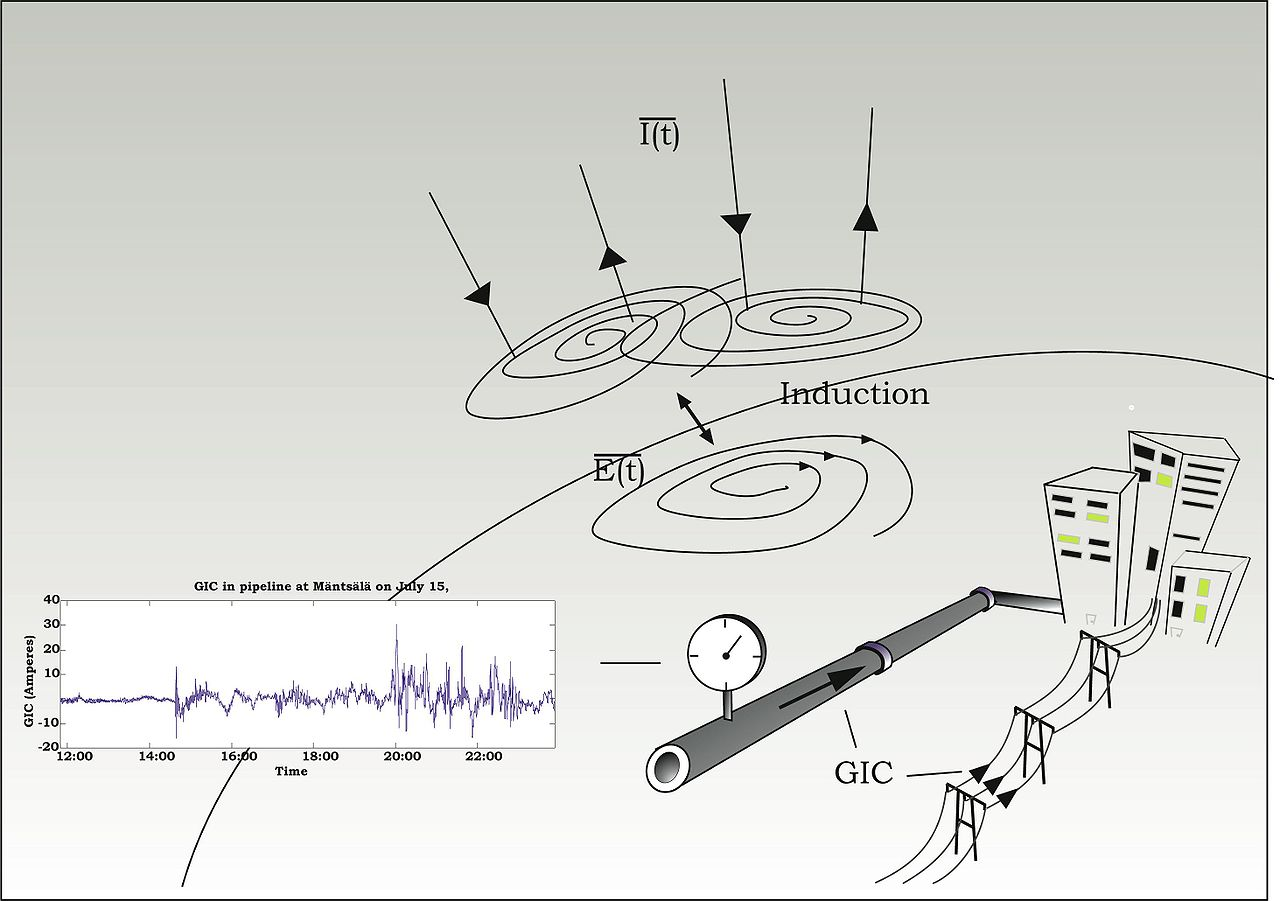 I(t)
Induction
E(t)
GIC in pipeline at Mäntsälä on July 15,
40
30
20
10
-10
-20
GIC (Amperes)
12:00 14:00 16:00 18:00 20:00 22:00
Time
GIC